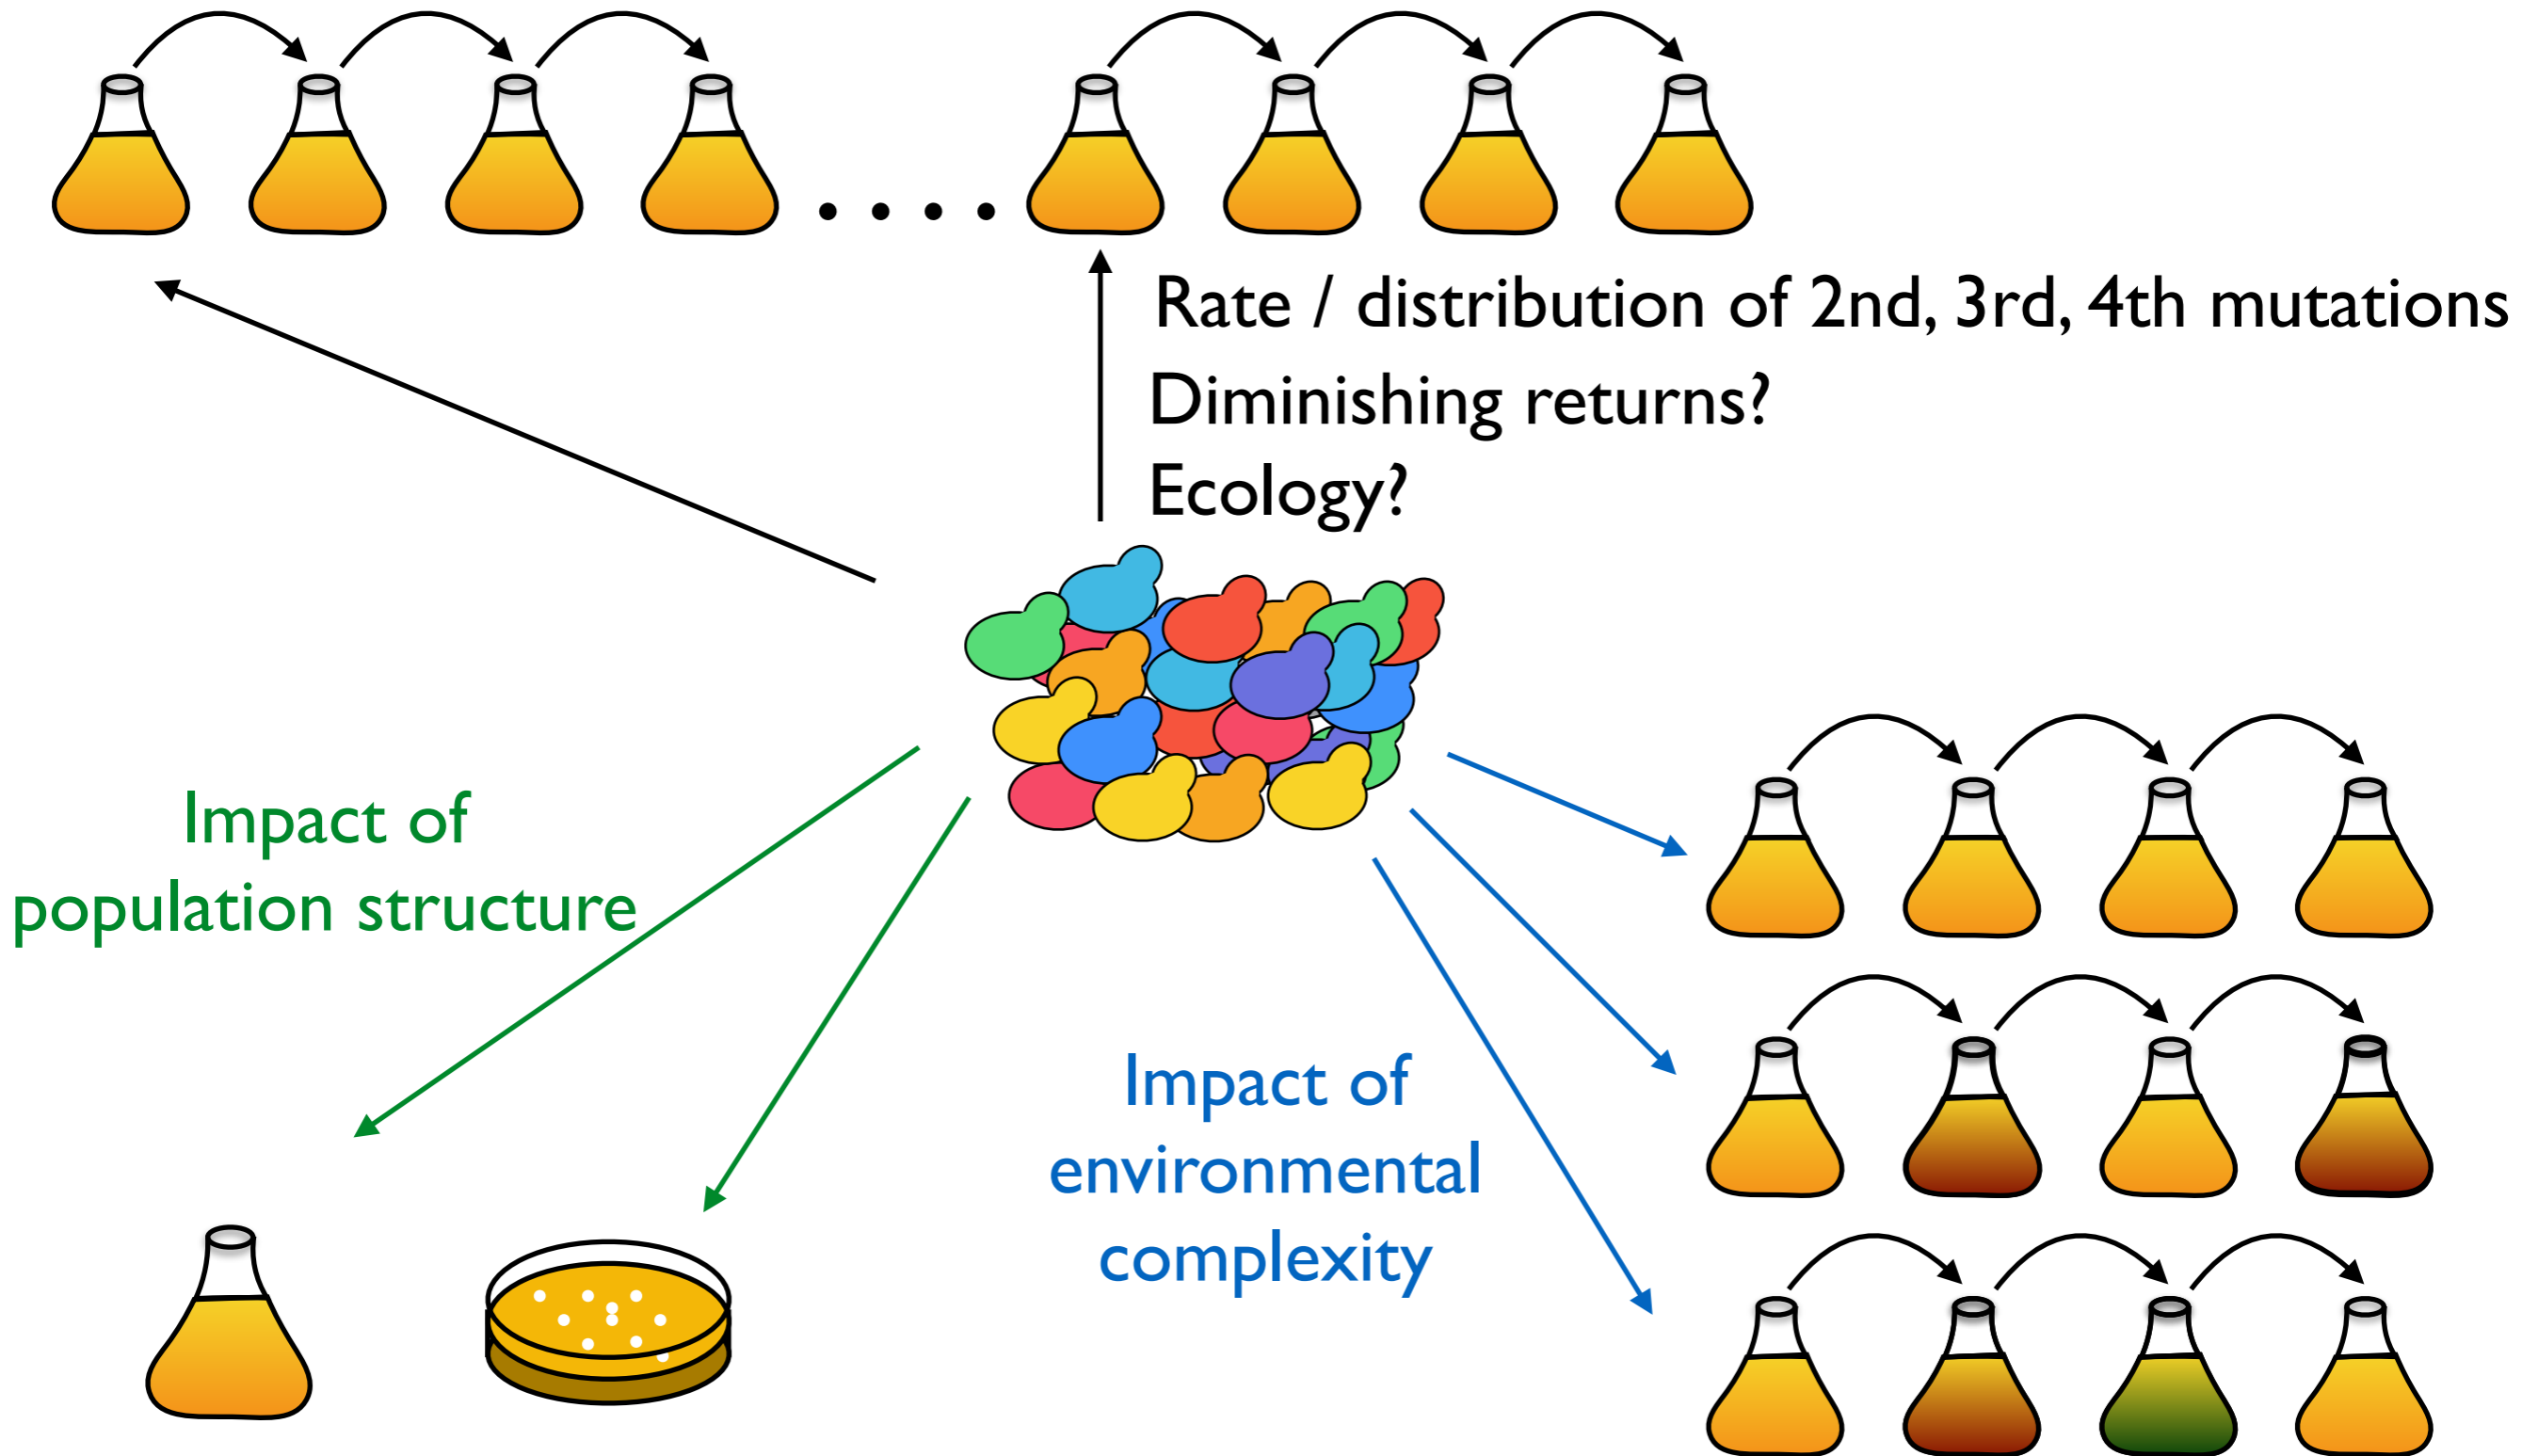 Rate / distribution of 2nd, 3rd, 4th mutations
Diminishing returns?
Ecology?
Impact of
population structure
Impact of
environmental
complexity